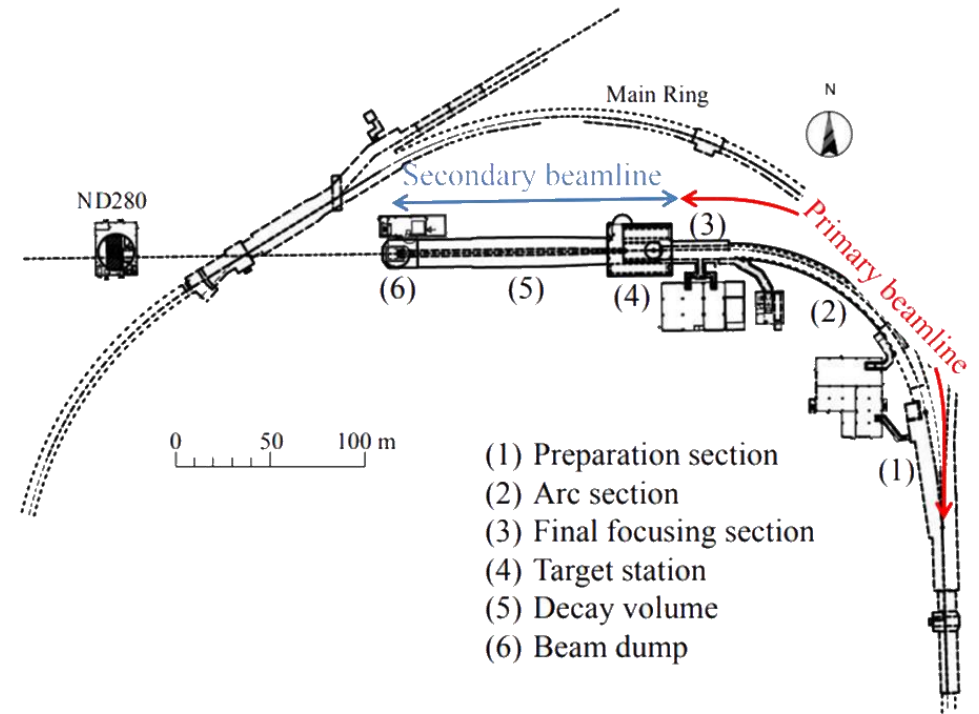 Main Ring
N
Secondary beamline
ND280
Primary beamline
(3)
(6)
(5)
(4)
(2)
0 50 100 m
(1)
(1) Preparation section
(2) Arc section
(3) Final focusing section
(4) Target station
(5) Decay volume
(6) Beam dump